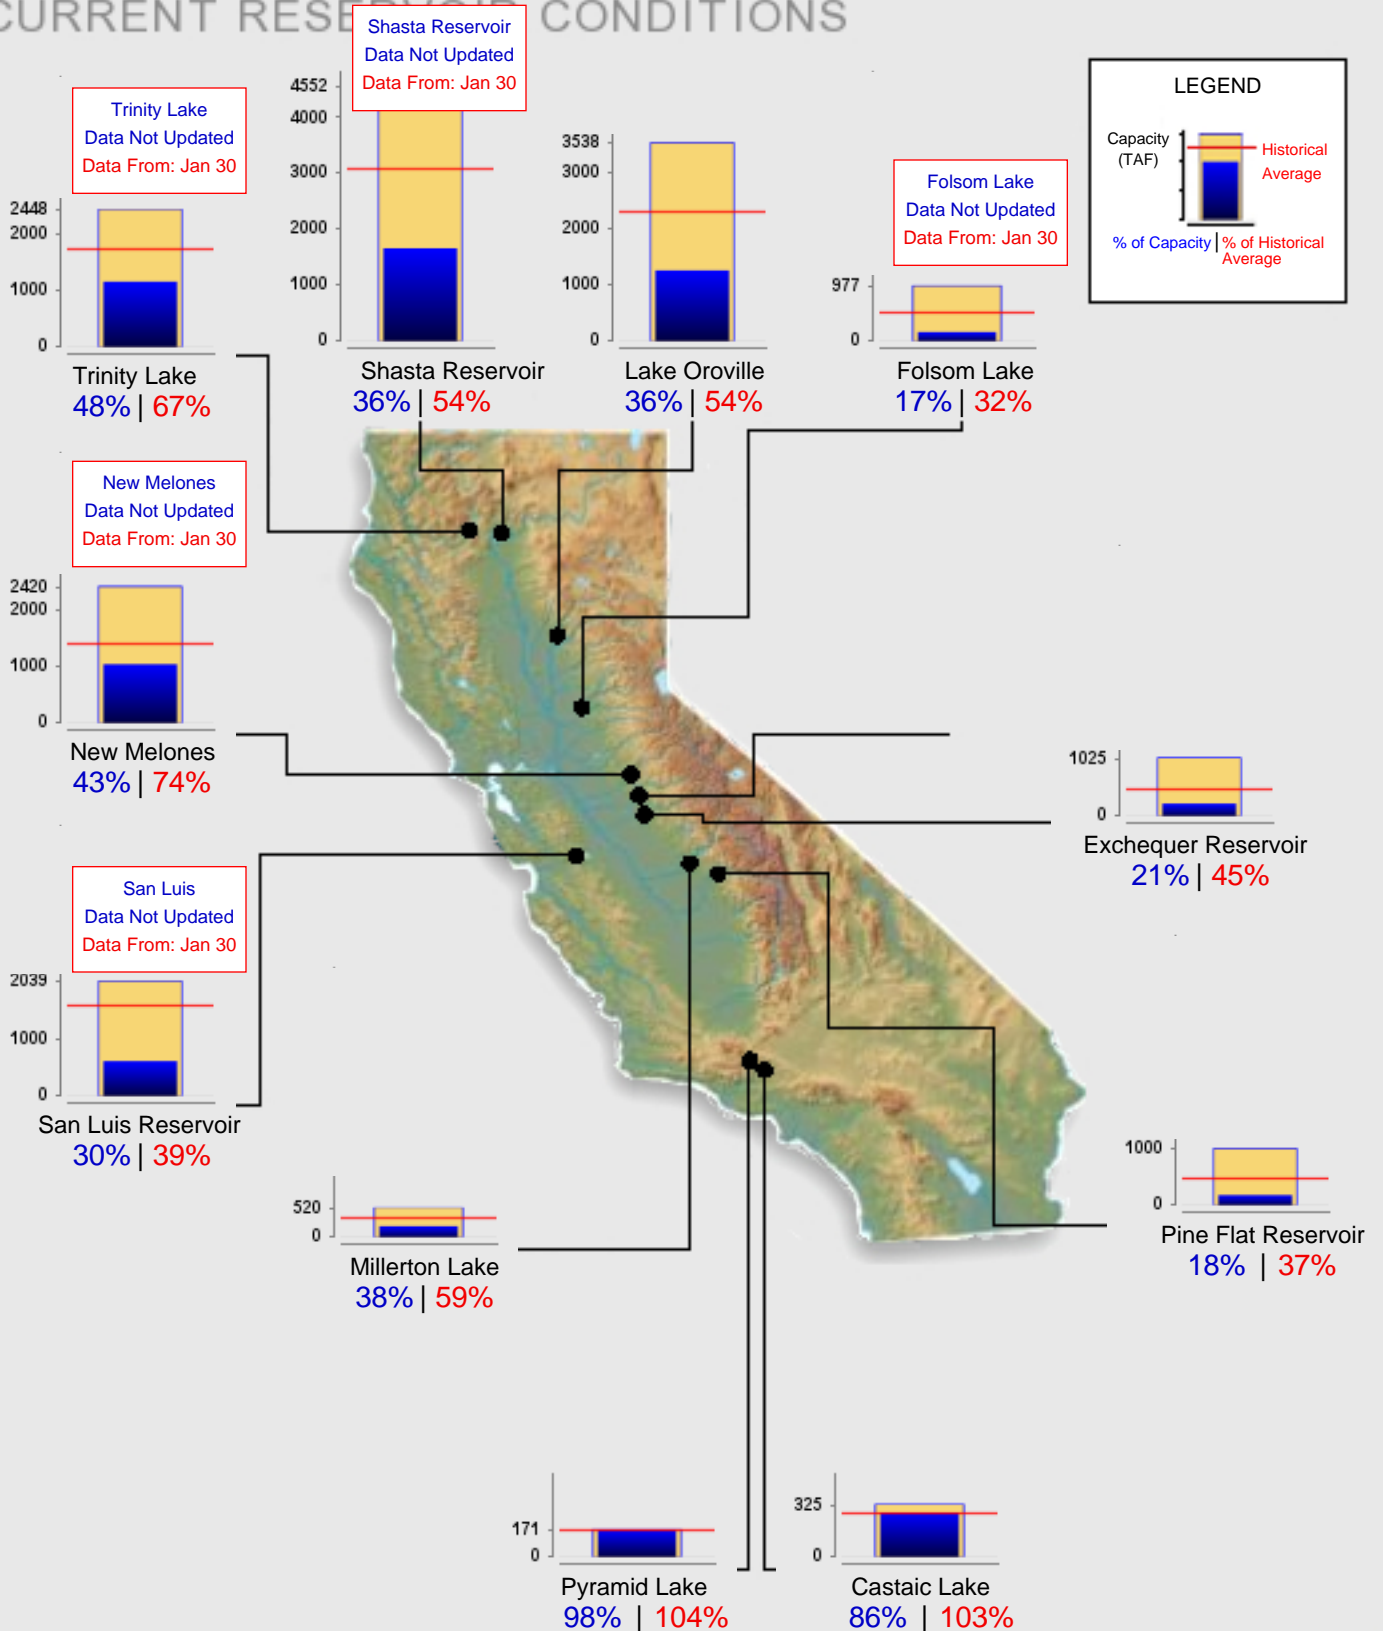 CURRENT RESERVOIR CONDITIONS
Shasta Reservoir
Data Not Updated
Data From: Jan 30
4552
4000
3000
2000
1000
0
Shasta Reservoir
36% | 54%
Trinity Lake
Data Not Updated
Data From: Jan 30
2448
2000
1000
0
Trinity Lake
48% | 67%
3538
3000
2000
1000
0
Lake Oroville
36% | 54%
Folsom Lake
Data Not Updated
Data From: Jan 30
977
0
Folsom Lake
17% | 32%
LEGEND
Capacity
(TAF)
Historical
Average
% of Capacity | % of Historical
Average
New Melones
Data Not Updated
Data From: Jan 30
2420
2000
1000
0
New Melones
43% | 74%
1025
0
Exchequer Reservoir
21% | 45%
San Luis
Data Not Updated
Data From: Jan 30
2039
1000
0
San Luis Reservoir
30% | 39%
520
0
Millerton Lake
38% | 59%
1000
0
Pine Flat Reservoir
18% | 37%
171
0
Pyramid Lake
98% | 104%
325
0
Castaic Lake
86% | 103%